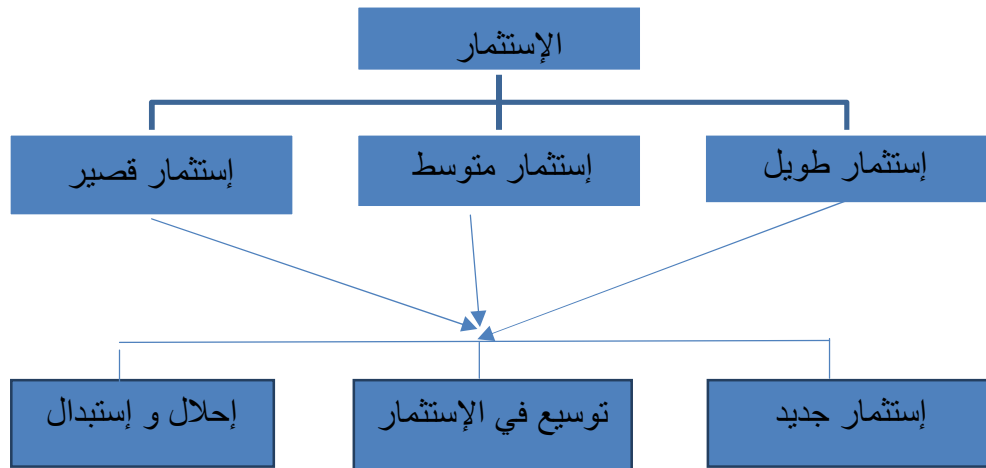 الإستثمار
إستثمار طويل
إستثمار متوسط
إستثمار قصير
إستثمار جديد
توسيع في الإستثمار
إحلال و إستبدال